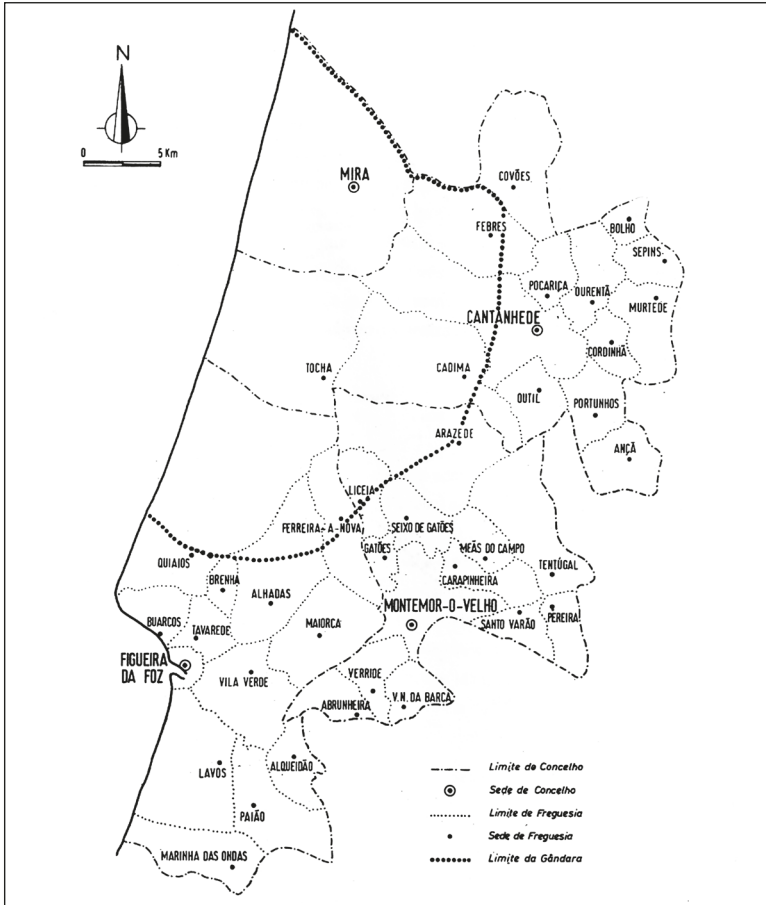 N
0 5 Km
MIRA
COVÕES
FEBRES
BOLHO
SEPINS
POCARIÇA
OURENTÃ
MURTEDE
CANTANHEDE
CORDINHÃ
TOCHA
CADIMA
OUTIL
PORTUNHOS
ARAZEDE
ANÇÃ
LICEIA
FERREIRA-A-NOVA
SEIXO DE GATÕES
GATÕES
MEÃS DO CAMPO
QUIAIOS
TENTÚGAL
BRENHA
CARAPINHEIRA
ALHADAS
MONTEMOR-O-VELHO
PEREIRA
BUARCOS
MAIORCA
SANTO VARÃO
TAVAREDE
FIGUEIRA
DA FOZ
VILA VERDE
VERRIDE
V.N. DA BARCA
ABRUNHEIRA
LAVOS
ALQUEIDÃO
PAIÃO
MARINHA DAS ONDAS
Limite de Concelho
Sede de Concelho
Limite de Freguesia
Sede de Freguesia
Limite da Gândara